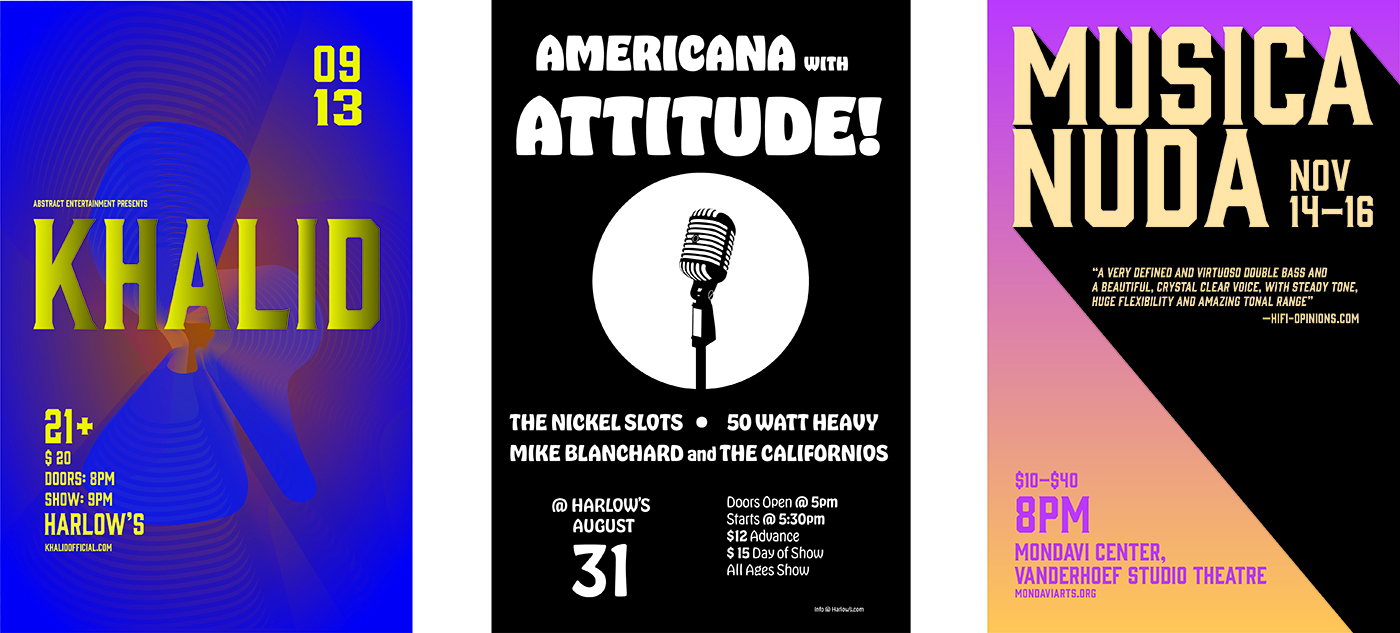 09
13
ABSTRACT ENTERTAINMENT PRESENTS
KHALID
21+
$ 20
DOORS: 8PM
SHOW: 9PM
HARLOW'S
KHALIDOFFICIAL.COM
AMERICANA WITH
ATTITUDE!
THE NICKEL SLOTS • 50 WATT HEAVY
MIKE BLANCHARD and THE CALIFORNIOS
@ HARLOW'S
AUGUST
31
Doors Open @ 5pm
Starts @ 5:30pm
$12 Advance
$ 15 Day of Show
All Ages Show
Info @ Harlow's.com
MUSICA
NUDA
NOV
14–16
“A VERY DEFINED AND VIRTUOSO DOUBLE BASS AND
A BEAUTIFUL, CRYSTAL CLEAR VOICE, WITH STEADY TONE,
HUGE FLEXIBILITY AND AMAZING TONAL RANGE”
—HIFI-OPINIONS.COM
$10–$40
8PM
MONDAVI CENTER,
VANDERHOEF STUDIO THEATRE
MONDAVIARTS.ORG